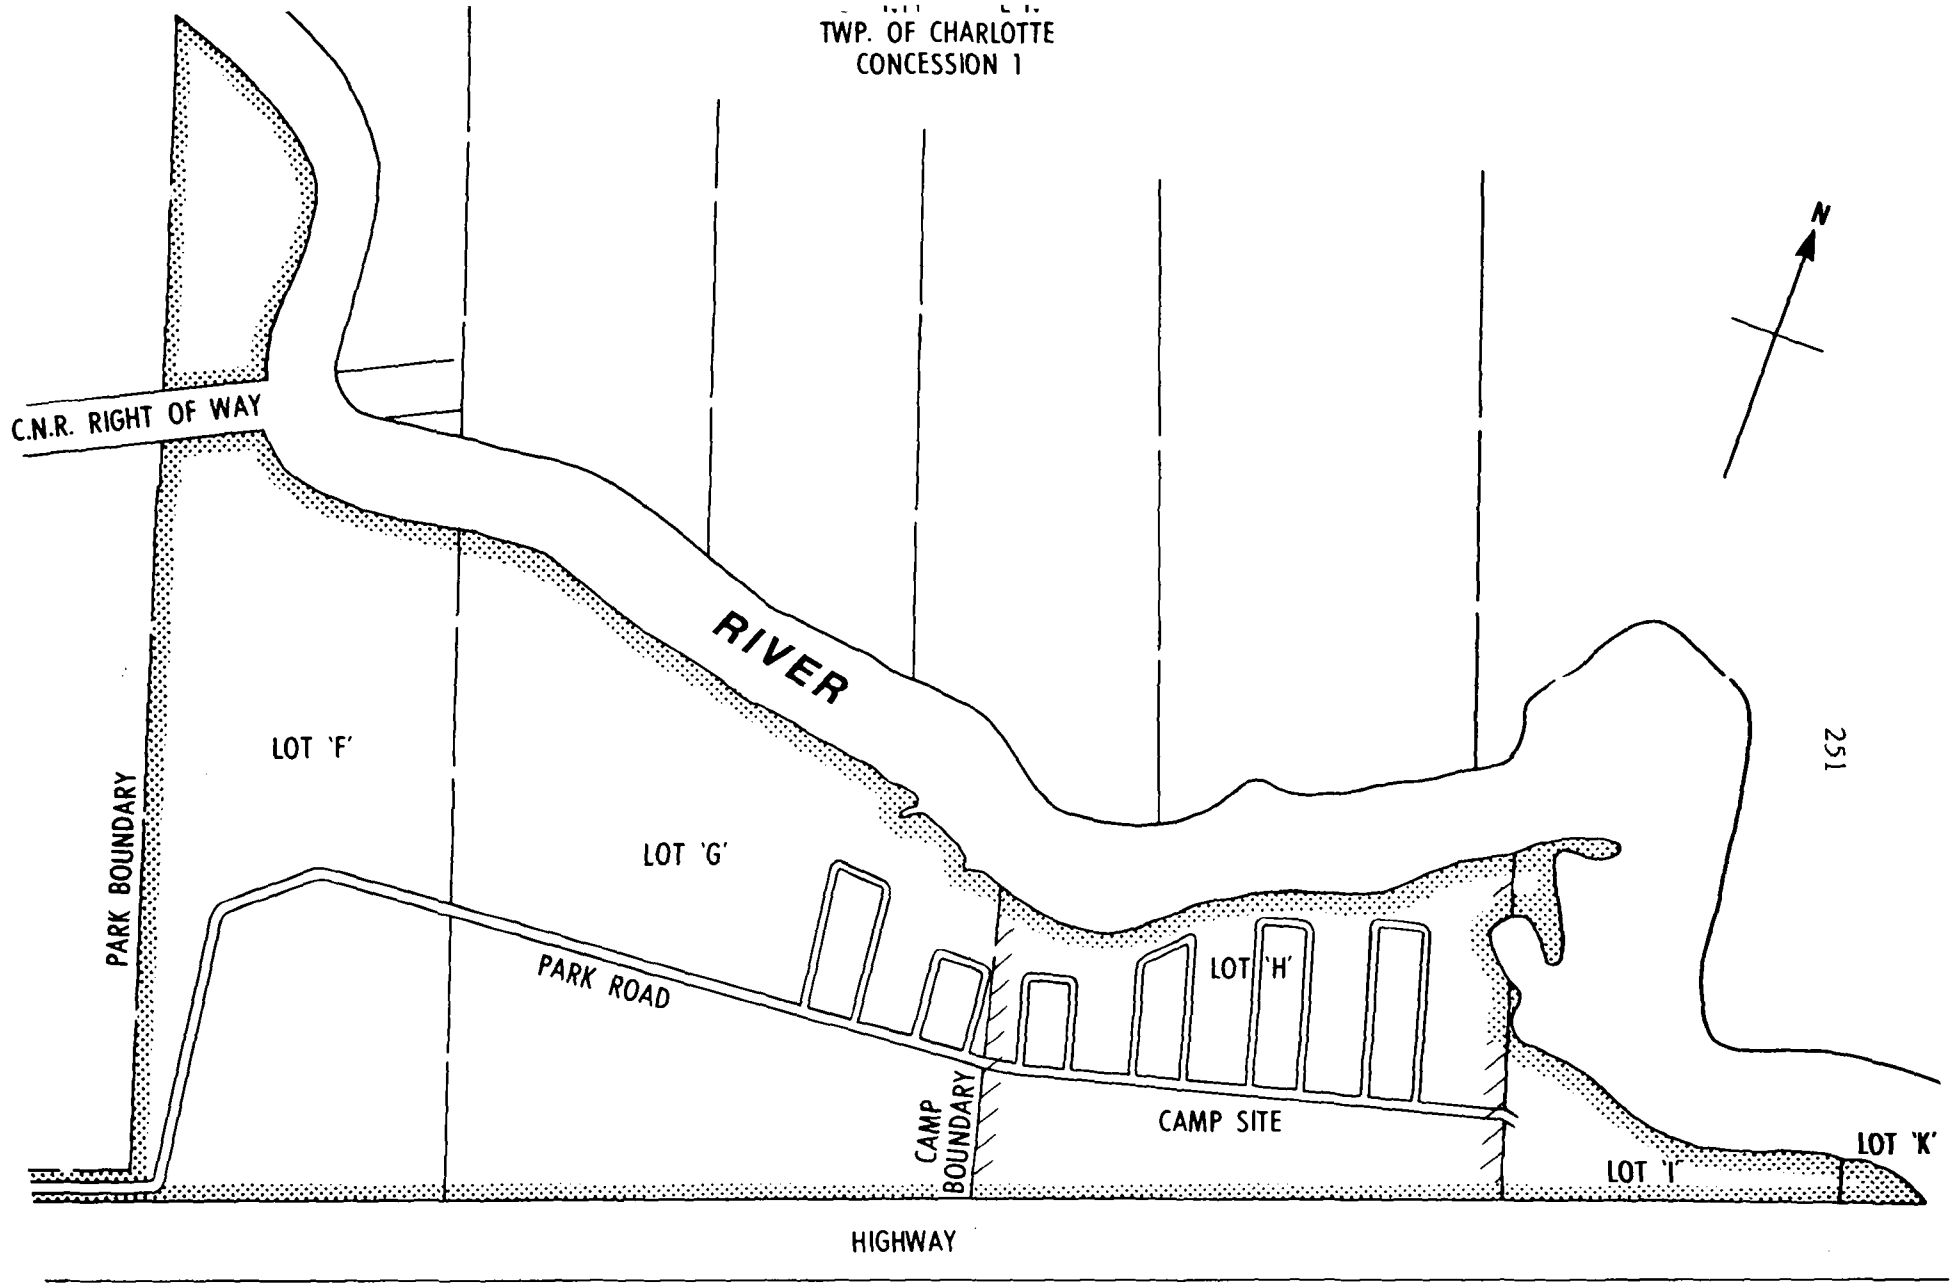 TWP. OF CHARLOTTE
CONCESSION 1
N
C.N.R. RIGHT OF WAY
RIVER
LOT 'F'
251
PARK BOUNDARY
LOT 'G'
PARK ROAD
LOT 'H'
CAMP
BOUNDARY
CAMP SITE
LOT 'K'
LOT 'I'
HIGHWAY